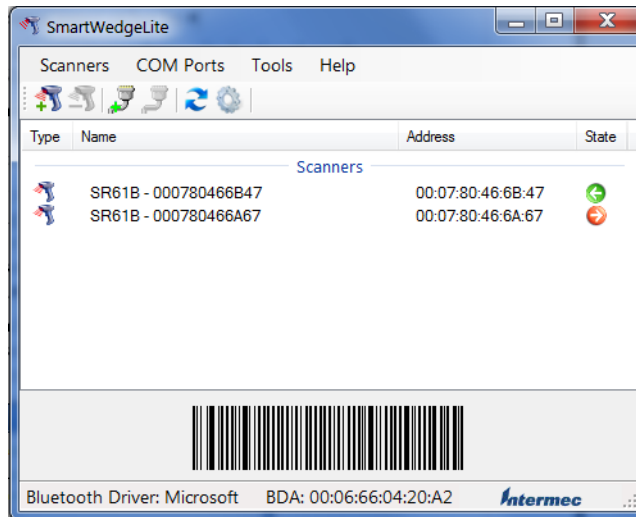 SmartWedgeLite
Scanners COM Ports Tools Help
Type Name Address State
Scanners
SR61B - 000780466B47 00:07:80:46:6B:47
SR61B - 000780466A67 00:07:80:46:6A:67
Bluetooth Driver: Microsoft BDA: 00:06:66:04:20:A2 Intermec